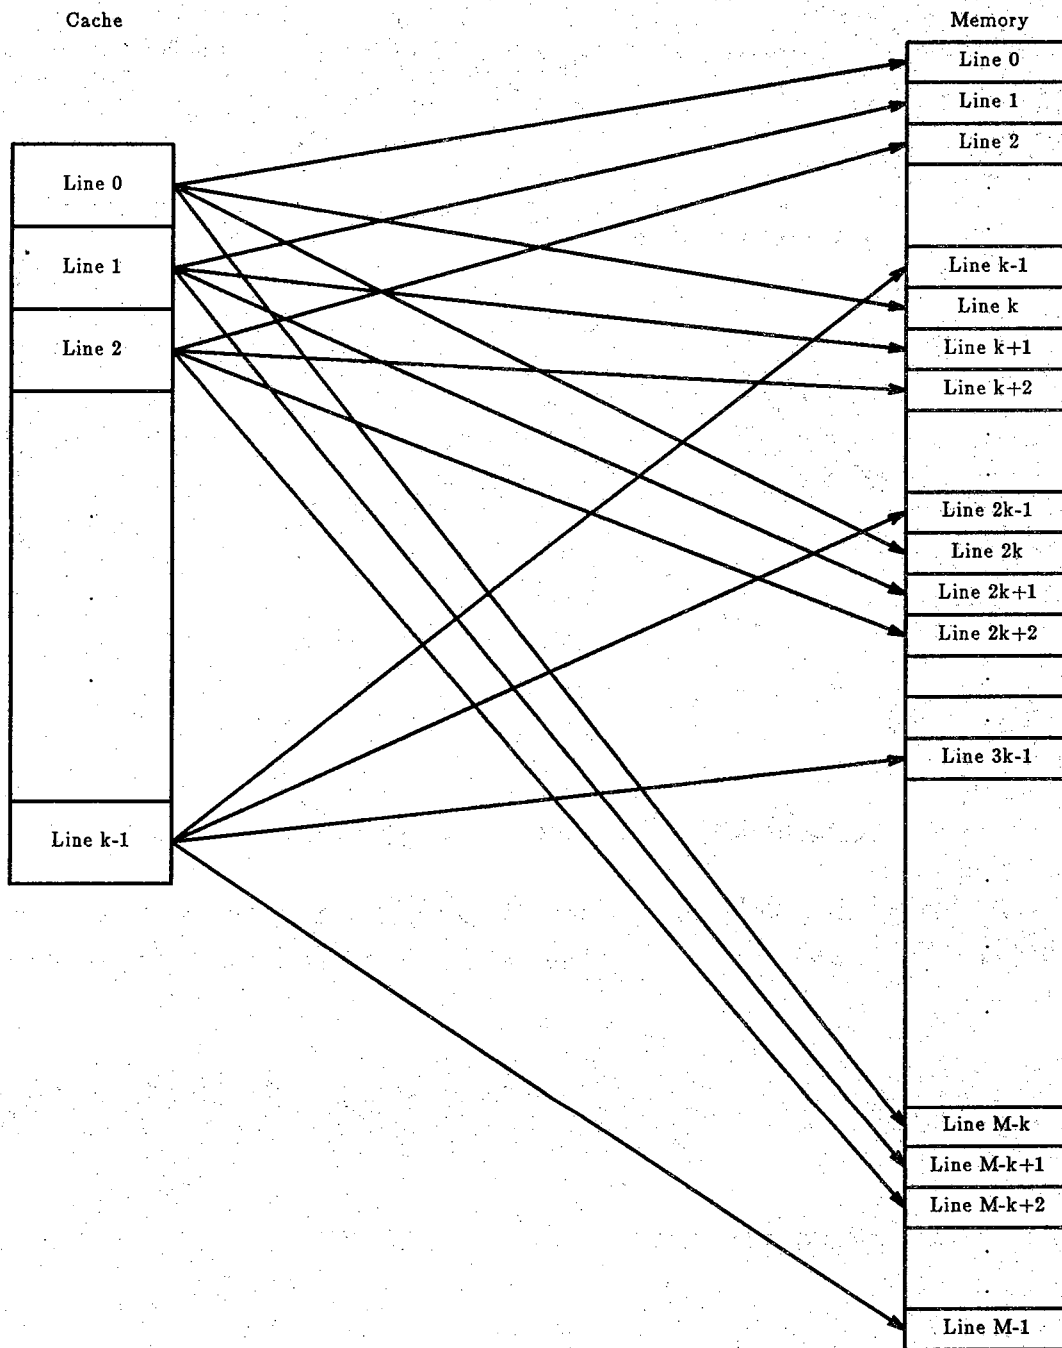 Cache
Line 0
Line 1
Line 2
Line k-1
Memory
Line 0
Line 1
Line 2
Line k-1
Line k
Line k+1
Line k+2
Line 2k-1
Line 2k
Line 2k+1
Line 2k+2
Line 3k-1
Line M-k
Line M-k+1
Line M-k+2
Line M-1